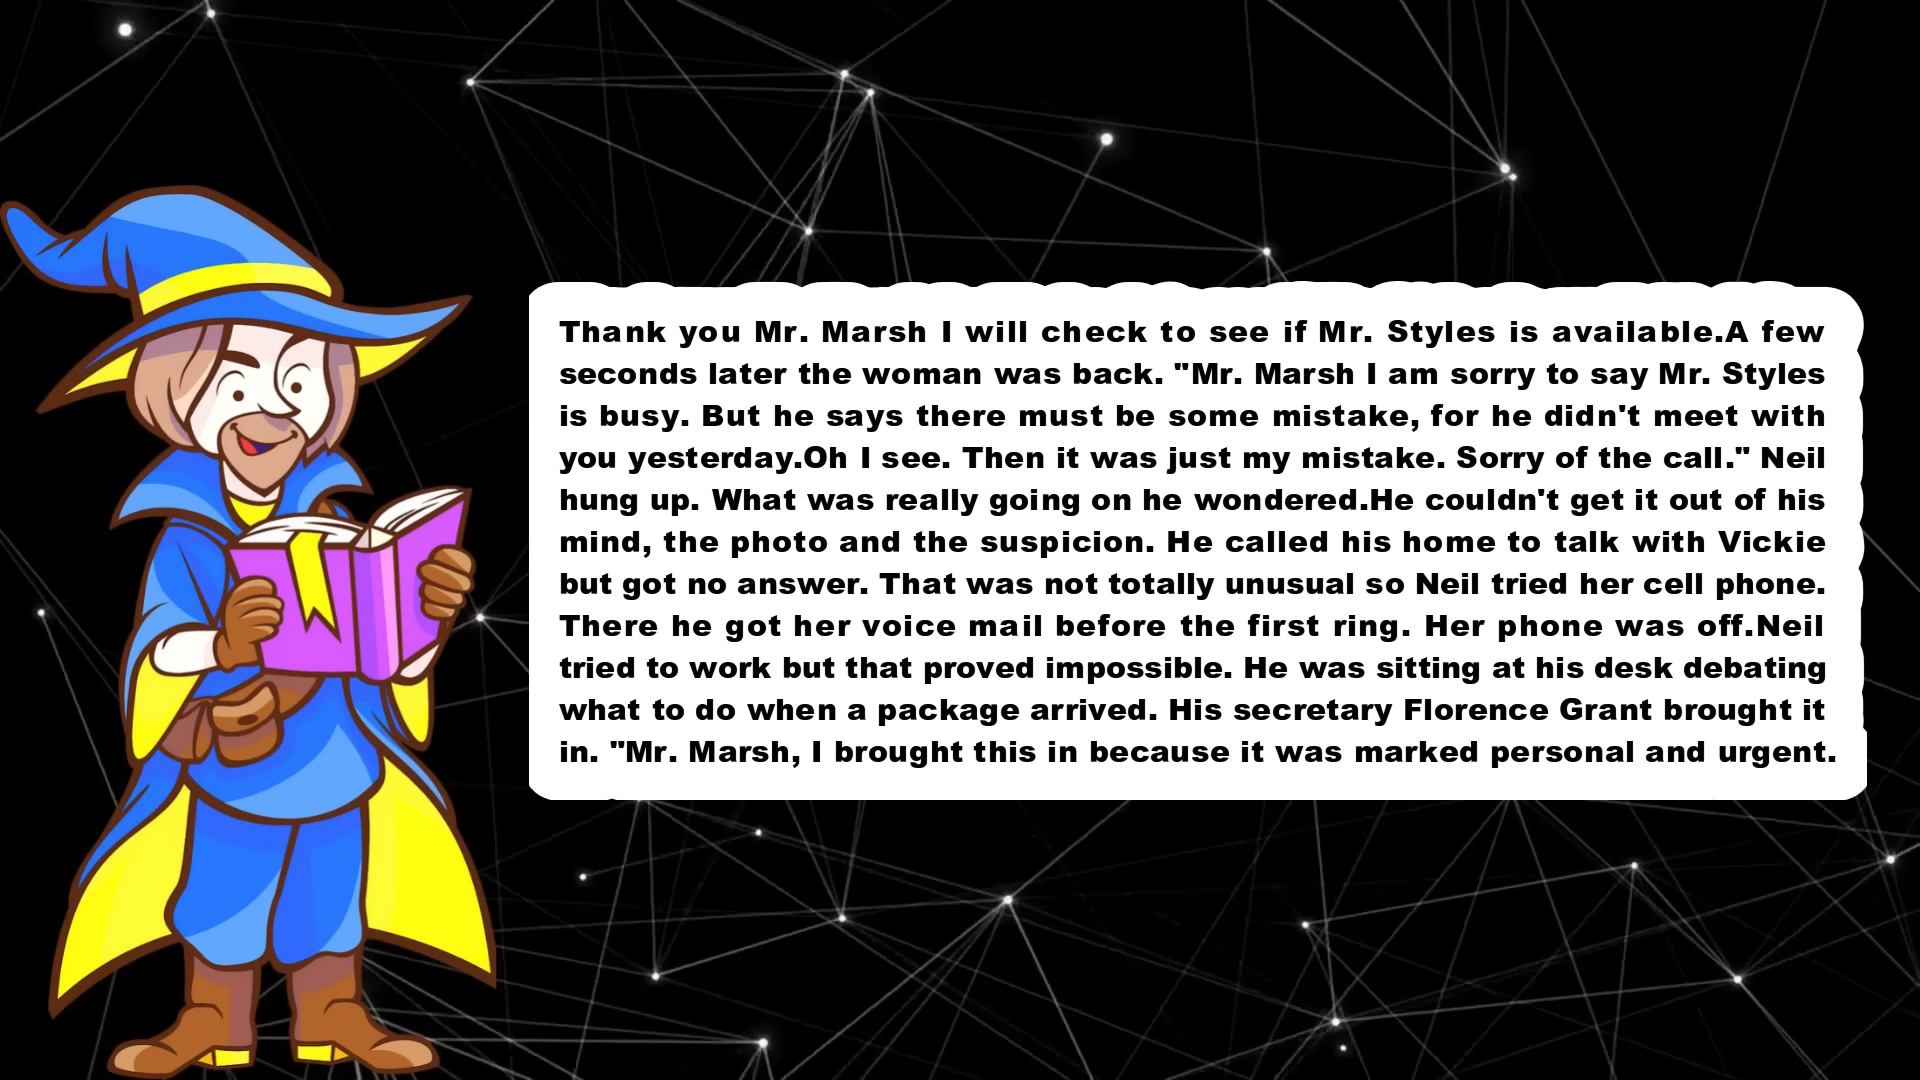 Thank you Mr. Marsh I will check to see if Mr. Styles is available.A few
seconds later the woman was back. "Mr. Marsh I am sorry to say Mr. Styles
is busy. But he says there must be some mistake, for he didn't meet with
you yesterday.Oh I see. Then it was just my mistake. Sorry of the call." Neil
hung up. What was really going on he wondered.He couldn't get it out of his
mind, the photo and the suspicion. He called his home to talk with Vickie
but got no answer. That was not totally unusual so Neil tried her cell phone.
There he got her voice mail before the first ring. Her phone was off.Neil
tried to work but that proved impossible. He was sitting at his desk debating
what to do when a package arrived. His secretary Florence Grant brought it
in. "Mr. Marsh, I brought this in because it was marked personal and urgent.